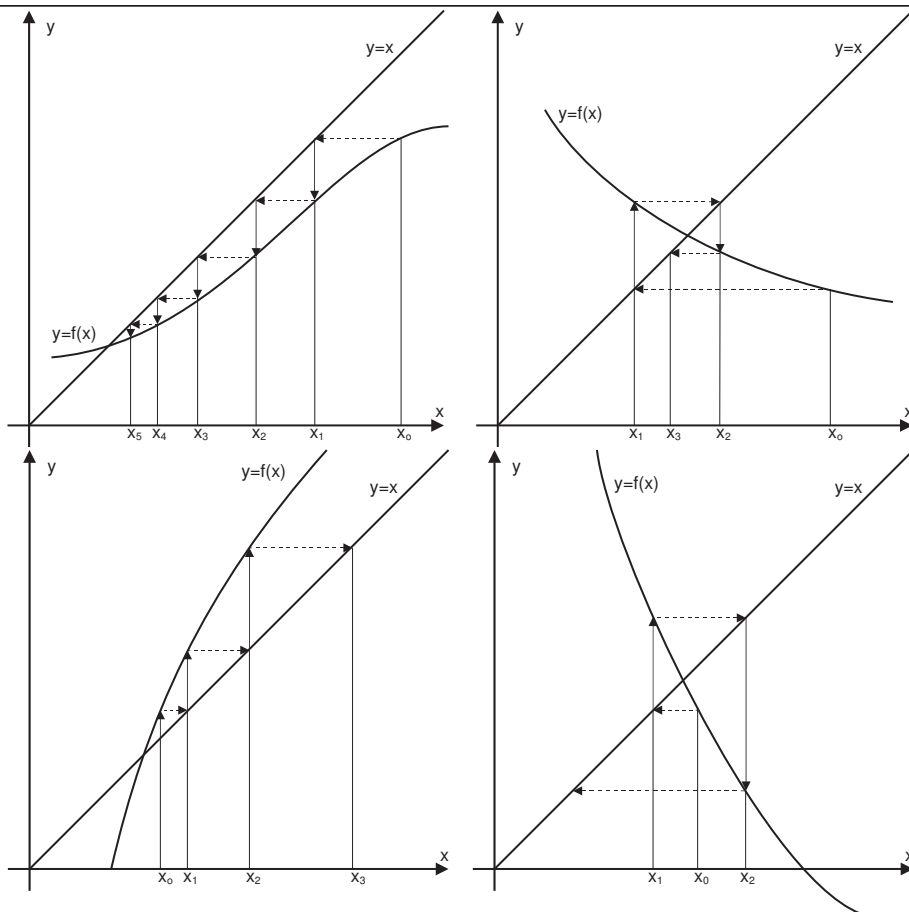 y
y=x
y=f(x)
x
x₅ x₄ x₃ x₂ x₁ xₒ
y
y=x
y=f(x)
x
x₁ x₃ x₂ xₒ
y
y=f(x)
y=x
x
xₒ x₁ x₂ x₃
y
y=f(x)
y=x
x
x₁ x₀ x₂